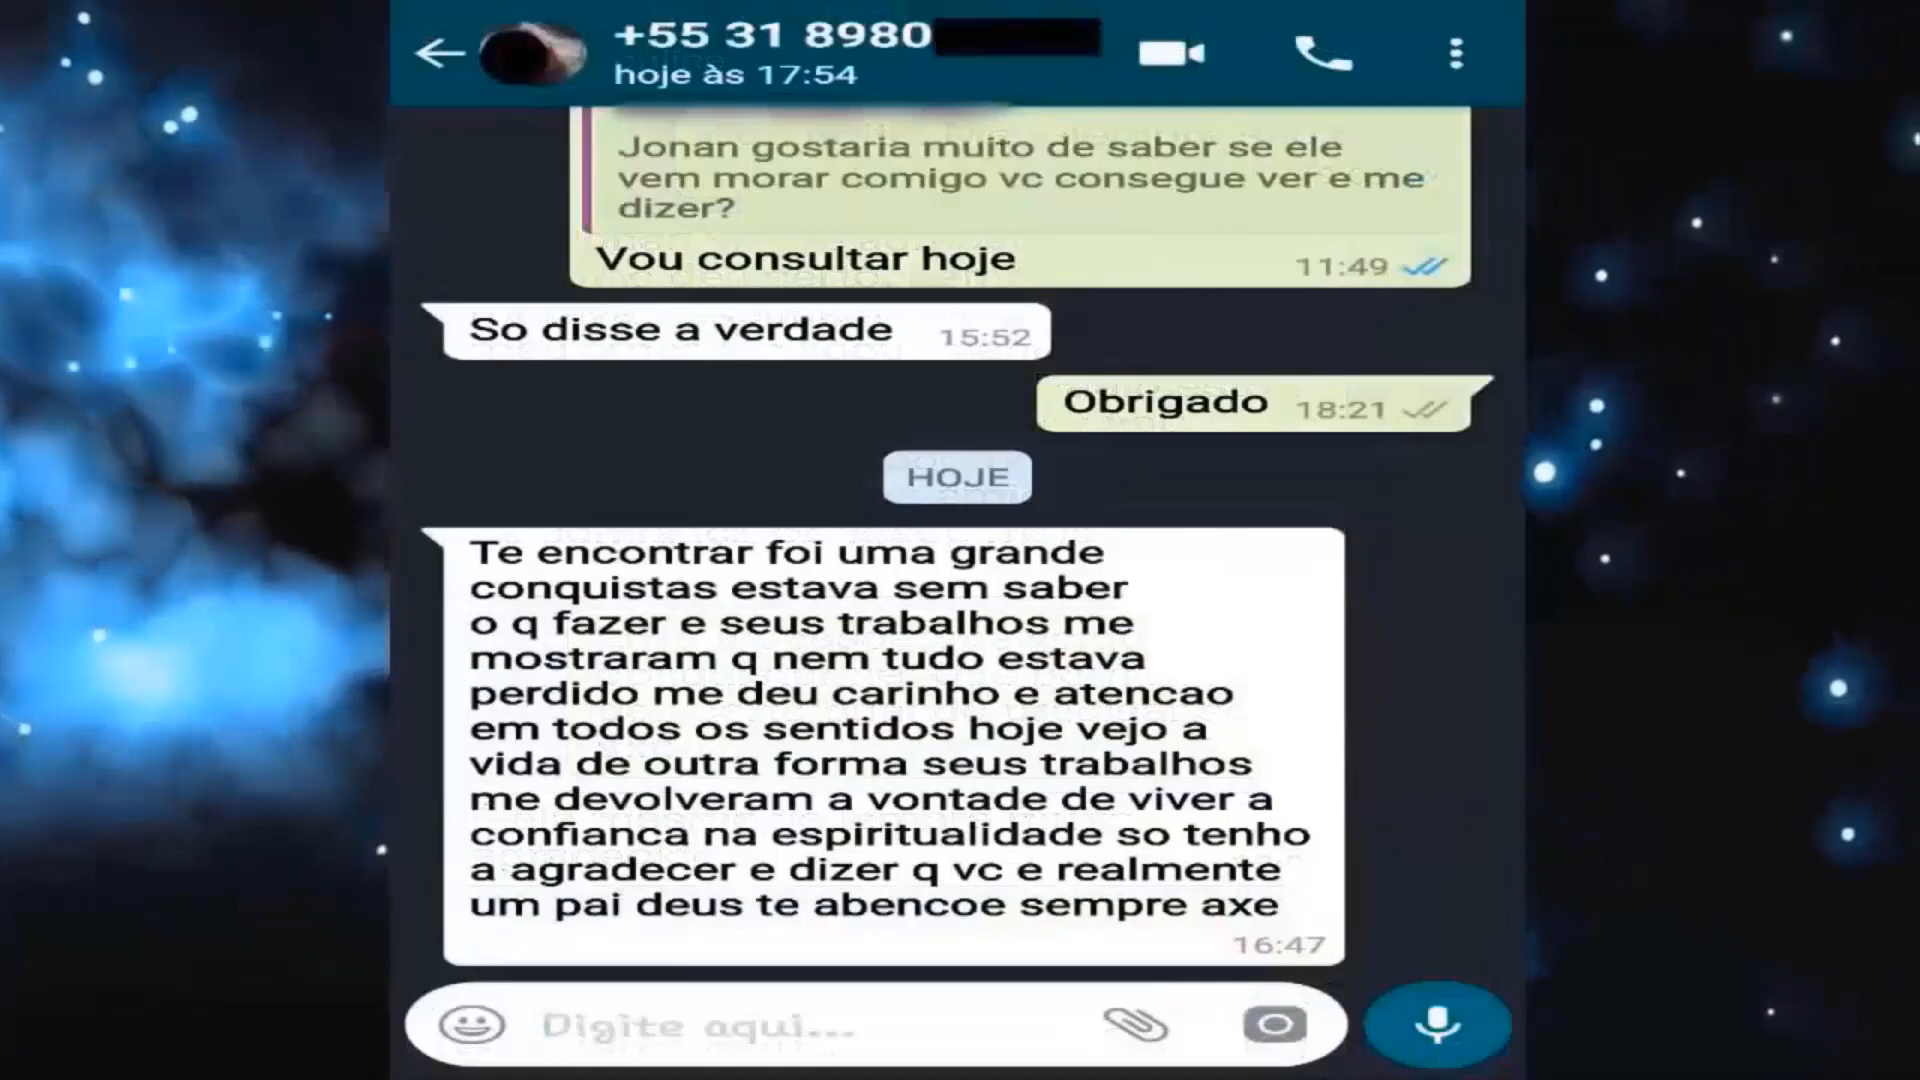 +55 31 8980
hoje às 17:54
Jonan gostaria muito de saber se ele
vem morar comigo vc consegue ver e me
dizer?
Vou consultar hoje 11:49
So disse a verdade 15:52
Obrigado 18:21
HOJE
Te encontrar foi uma grande
conquistas estava sem saber
o q fazer e seus trabalhos me
mostraram q nem tudo estava
perdido me deu carinho e atencao
em todos os sentidos hoje vejo a
vida de outra forma seus trabalhos
me devolveram a vontade de viver a
confianca na espiritualidade so tenho
a agradecer e dizer q vc e realmente
um pai deus te abencoe sempre axe
16:47
Digite aqui...